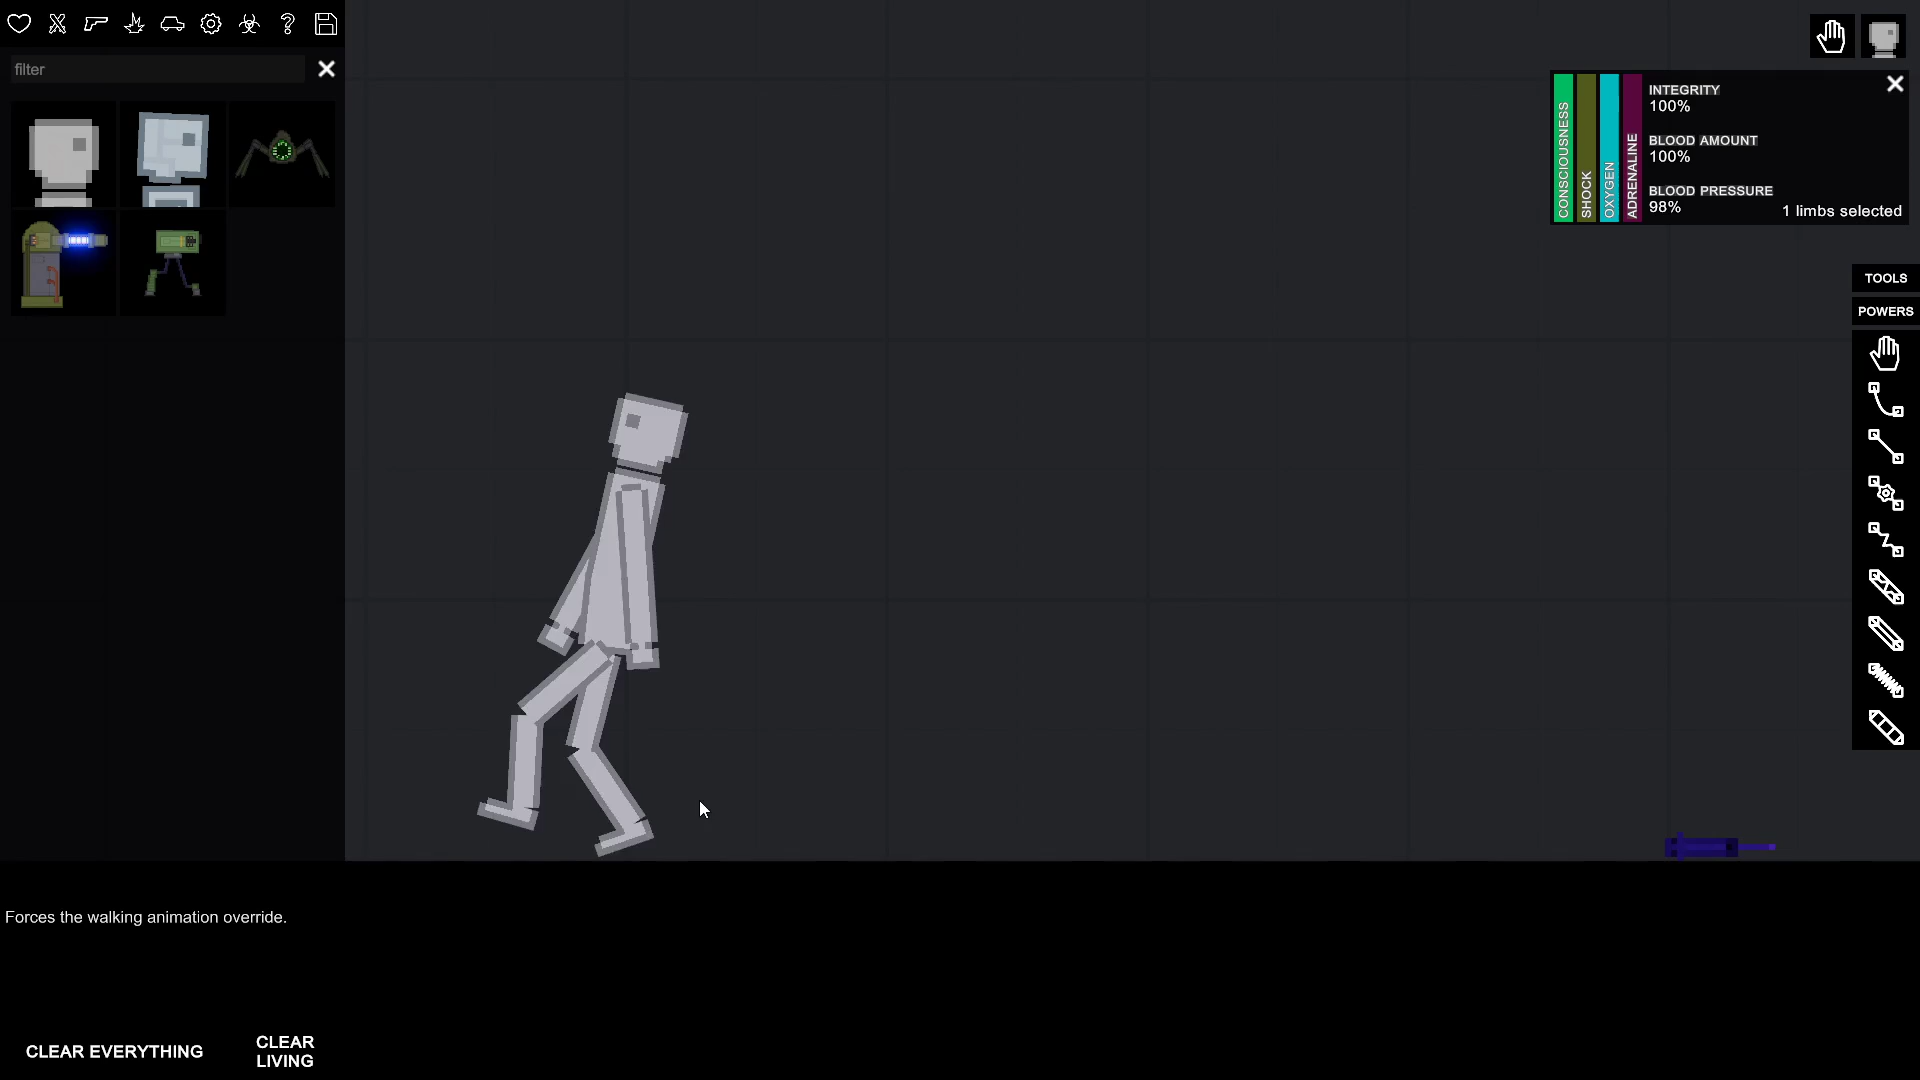 filter
INTEGRITY
100%
BLOOD AMOUNT
100%
BLOOD PRESSURE
98%
1 limbs selected
CONSCIOUSNESS
SHOCK
OXYGEN
ADRENALINE
TOOLS
POWERS
Forces the walking animation override.
CLEAR EVERYTHING
CLEAR
LIVING